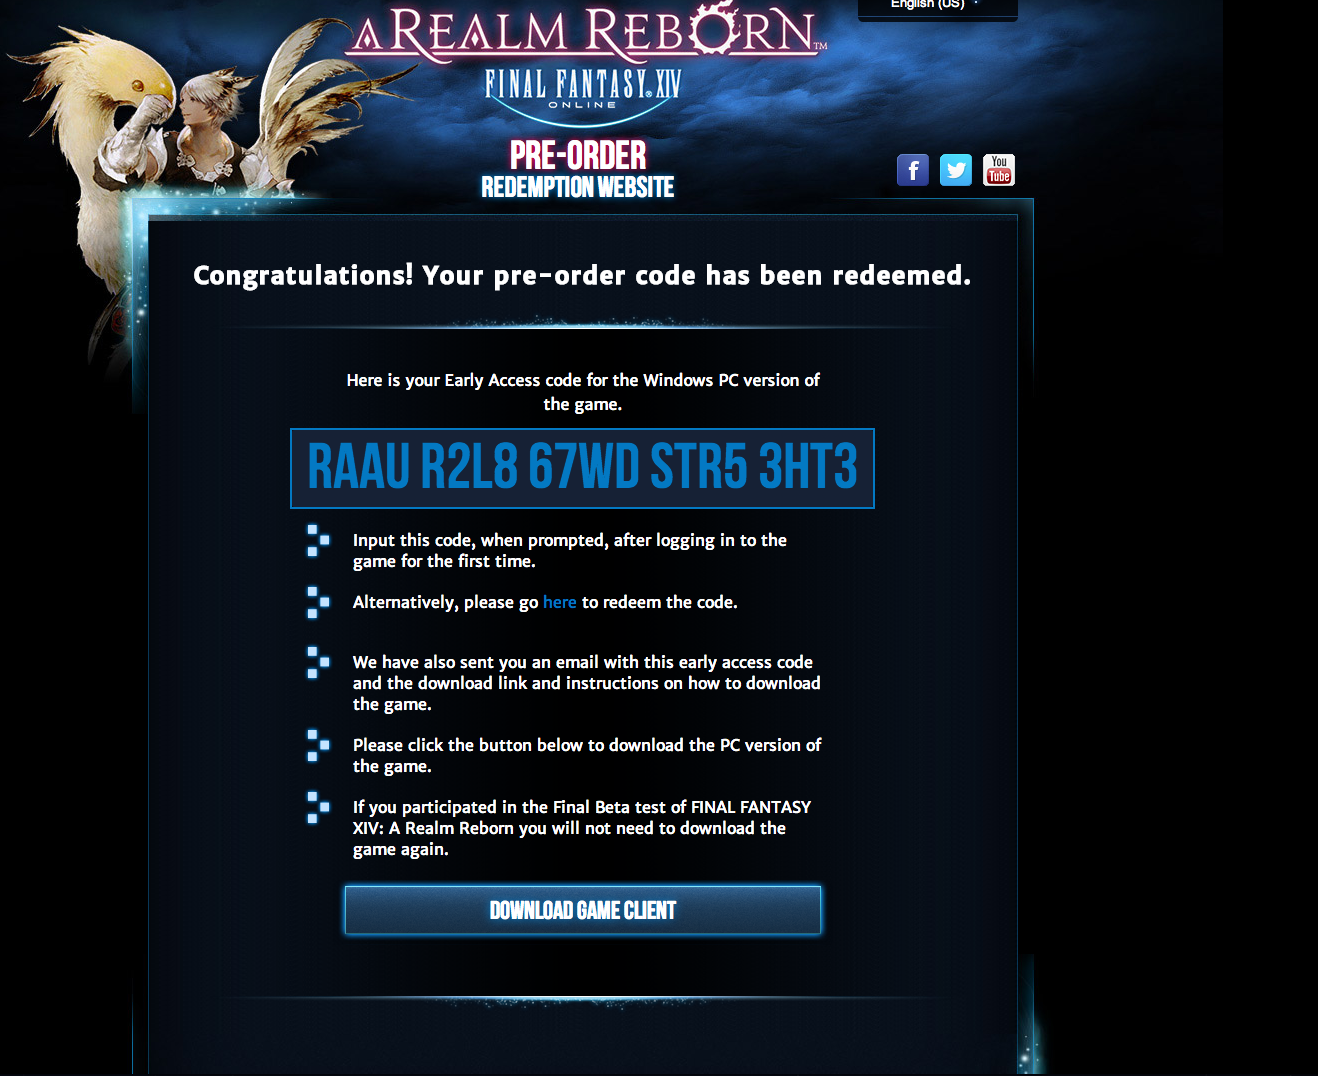 English (US)
A REALM REBORN™
FINAL FANTASY® XIV
ONLINE
PRE-ORDER
REDEMPTION WEBSITE
f
You
Tube
Congratulations! Your pre-order code has been redeemed.
Here is your Early Access code for the Windows PC version of
the game.
RAAU R2L8 67WD STR5 3HT3
Input this code, when prompted, after logging in to the
game for the first time.
Alternatively, please go here to redeem the code.
We have also sent you an email with this early access code
and the download link and instructions on how to download
the game.
Please click the button below to download the PC version of
the game.
If you participated in the Final Beta test of FINAL FANTASY
XIV: A Realm Reborn you will not need to download the
game again.
DOWNLOAD GAME CLIENT